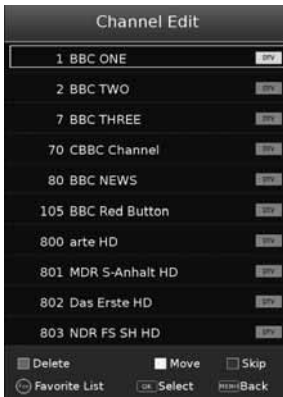 Channel Edit
1 BBC ONE DTV
2 BBC TWO DTV
7 BBC THREE DTV
70 CBBC Channel DTV
80 BBC NEWS DTV
105 BBC Red Button DTV
800 arte HD DTV
801 MDR S-Anhalt HD DTV
802 Das Erste HD DTV
803 NDR FS SH HD DTV
Delete Move Skip
Favorite List OK Select MENU Back